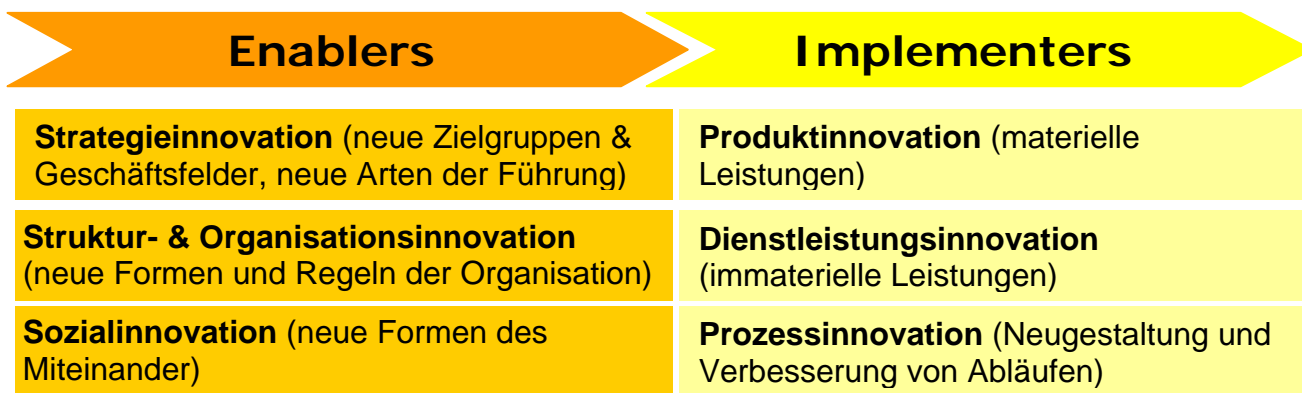 Enablers
Implementers
Strategieinnovation (neue Zielgruppen &
Geschäftsfelder, neue Arten der Führung)
Produktinnovation (materielle
Leistungen)
Struktur- & Organisationsinnovation
(neue Formen und Regeln der Organisation)
Dienstleistungsinnovation
(immaterielle Leistungen)
Sozialinnovation (neue Formen des
Miteinander)
Prozessinnovation (Neugestaltung und
Verbesserung von Abläufen)